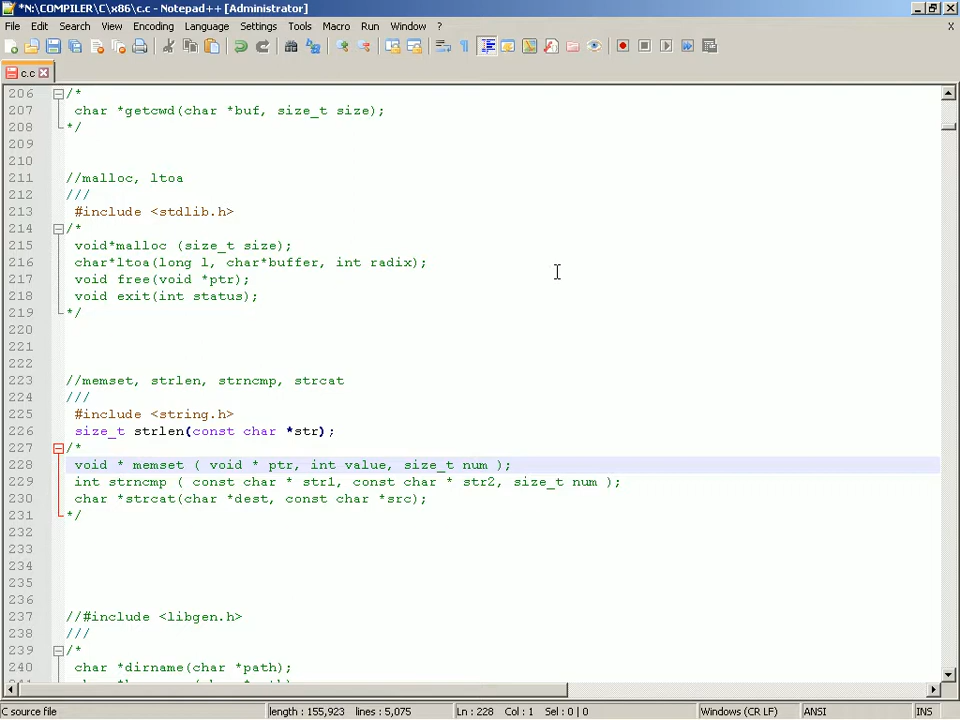 *N:\COMPILER\C\x86\c.c - Notepad++ [Administrator]
File Edit Search View Encoding Language Settings Tools Macro Run Window ? X
c.c
206 /*
207 char *getcwd(char *buf, size_t size);
208 */
209
210
211 //malloc, ltoa
212 ///
213 #include <stdlib.h>
214 /*
215 void*malloc (size_t size);
216 char*ltoa(long l, char*buffer, int radix);
217 void free(void *ptr);
218 void exit(int status);
219 */
220
221
222
223 //memset, strlen, strncmp, strcat
224 ///
225 #include <string.h>
226 size_t strlen(const char *str);
227 /*
228 void * memset ( void * ptr, int value, size_t num );
229 int strncmp ( const char * str1, const char * str2, size_t num );
230 char *strcat(char *dest, const char *src);
231 */
232
233
234
235
236
237 //#include <libgen.h>
238 ///
239 /*
240 char *dirname(char *path);
C source file length : 155,923 lines : 5,075 Ln : 228 Col : 1 Sel : 0 | 0 Windows (CR LF) ANSI INS